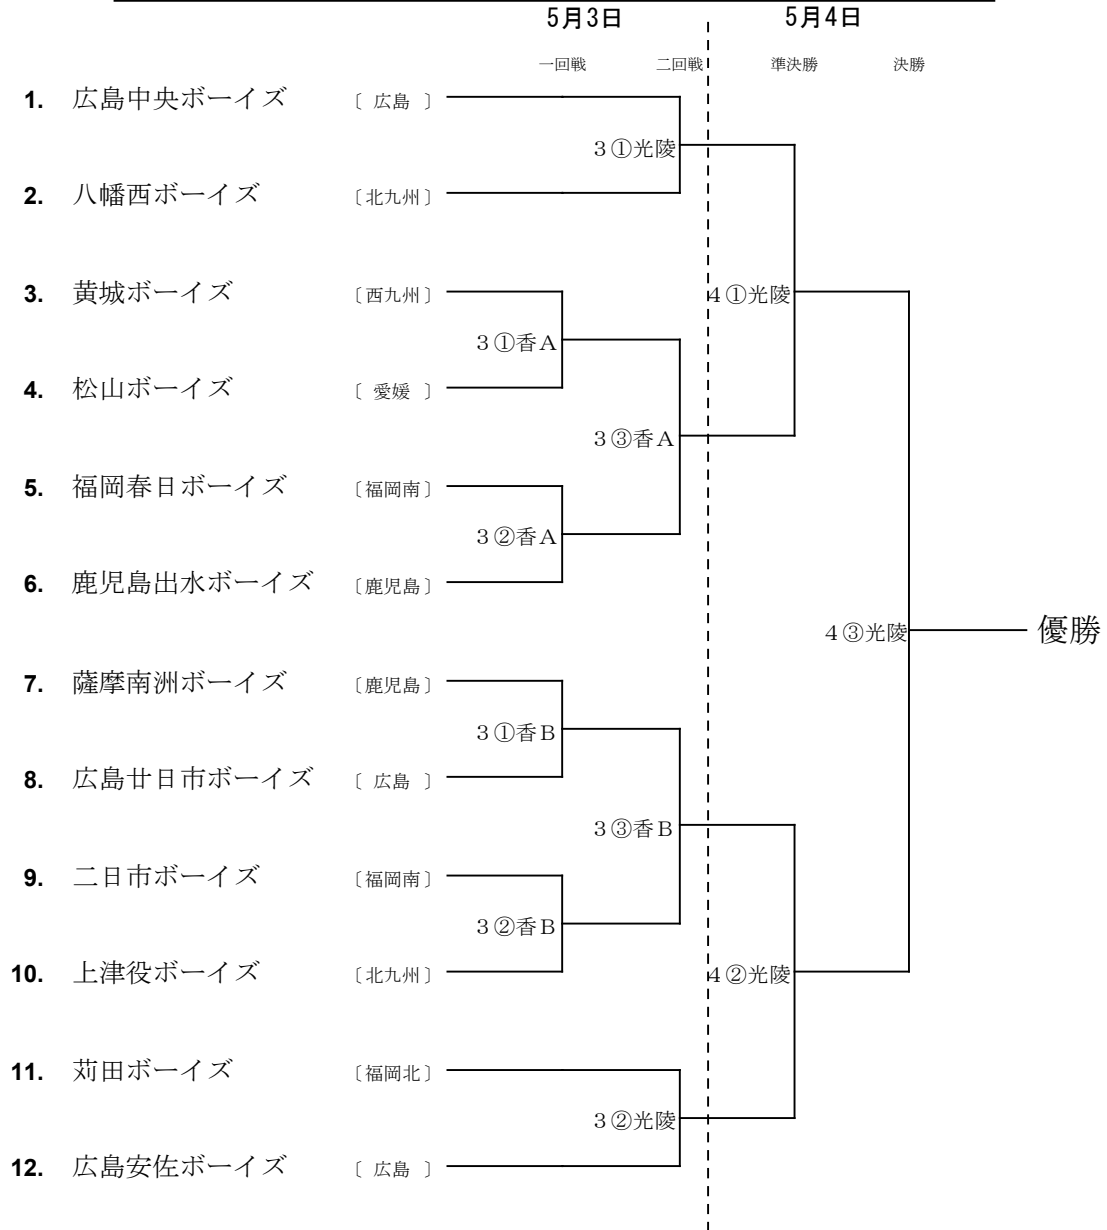 5月3日 5月4日
一回戦 二回戦 準決勝 決勝
1. 広島中央ボーイズ 〔 広島 〕
3①光陵
2. 八幡西ボーイズ 〔北九州〕
3. 黄城ボーイズ 〔西九州〕
4①光陵
3①香A
4. 松山ボーイズ 〔 愛媛 〕
3③香A
5. 福岡春日ボーイズ 〔福岡南〕
3②香A
6. 鹿児島出水ボーイズ 〔鹿児島〕
4③光陵 優勝
7. 薩摩南洲ボーイズ 〔鹿児島〕
3①香B
8. 広島廿日市ボーイズ 〔 広島 〕
3③香B
9. 二日市ボーイズ 〔福岡南〕
3②香B
10. 上津役ボーイズ 〔北九州〕
4②光陵
11. 苅田ボーイズ 〔福岡北〕
3②光陵
12. 広島安佐ボーイズ 〔 広島 〕